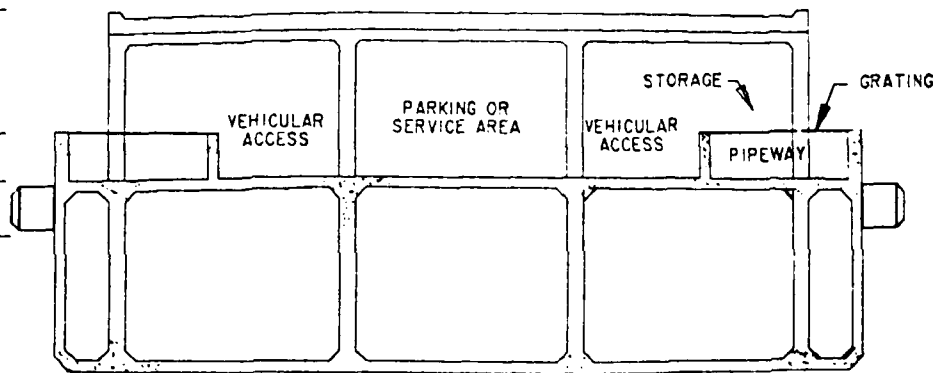 STORAGE
GRATING
VEHICULAR
ACCESS
PARKING OR
SERVICE AREA
VEHICULAR
ACCESS
PIPEWAY